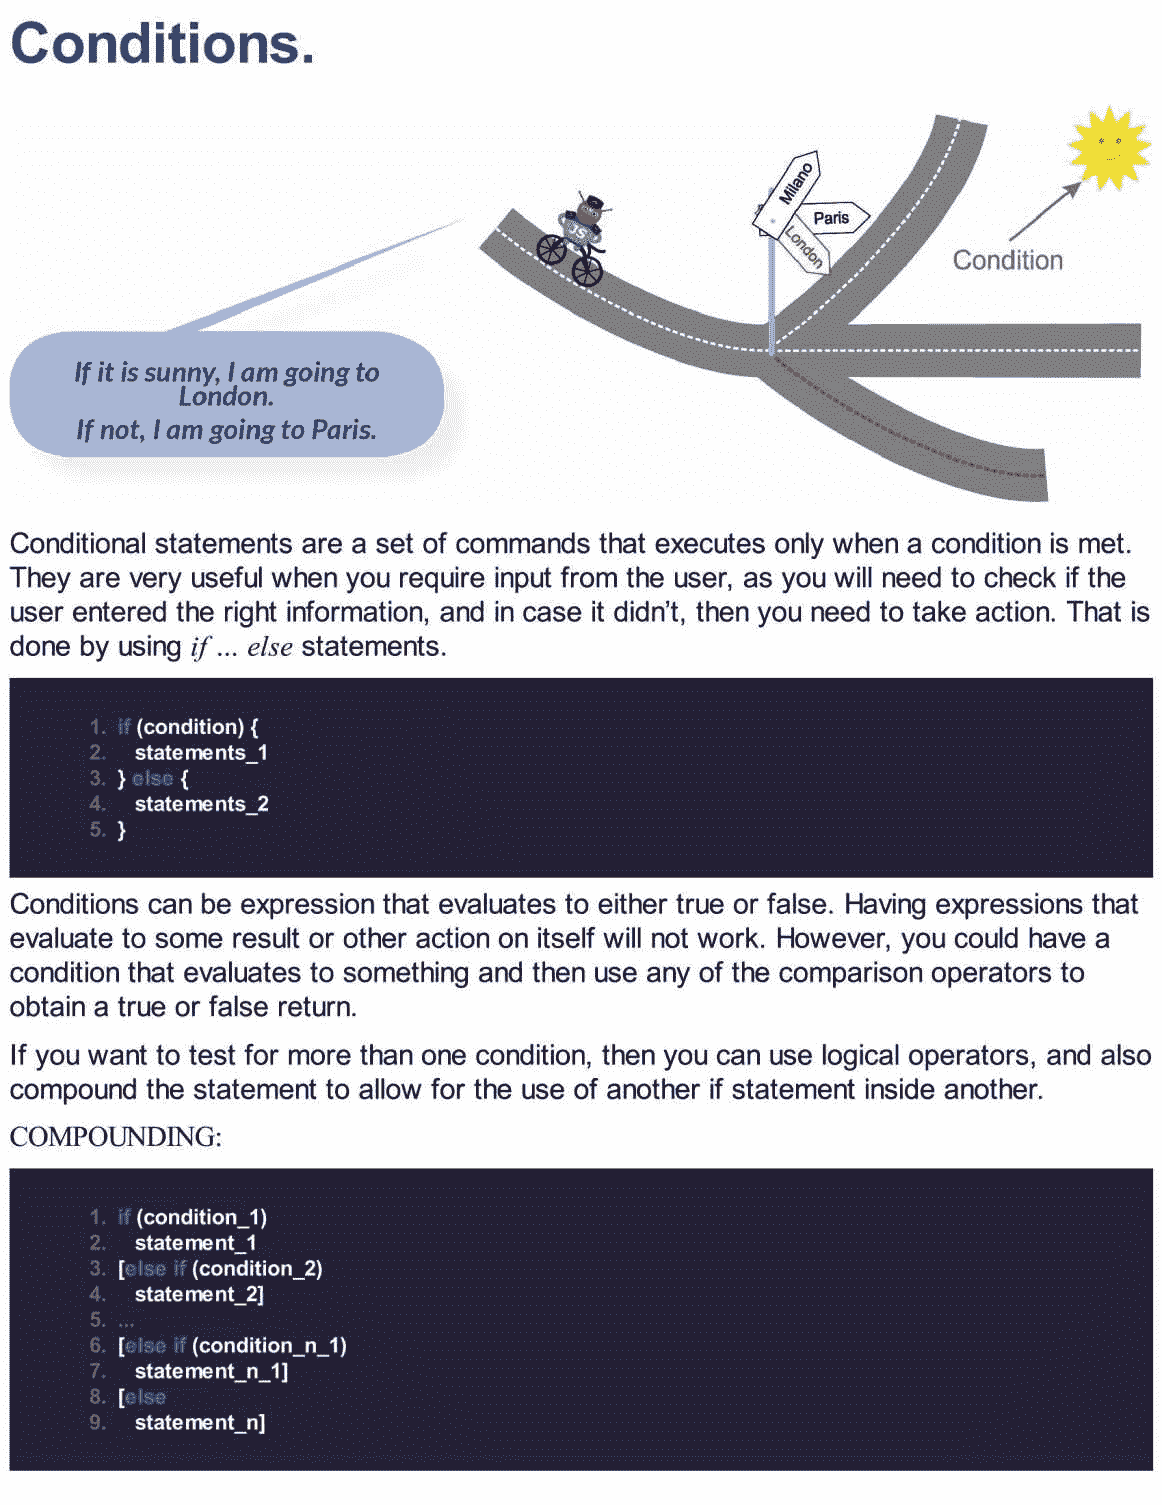 Conditions.
Milano
Paris
London
JS
Condition
If it is sunny, I am going to
London.
If not, I am going to Paris.
Conditional statements are a set of commands that executes only when a condition is met.
They are very useful when you require input from the user, as you will need to check if the
user entered the right information, and in case it didn't, then you need to take action. That is
done by using if ... else statements.
1. if (condition) {
2. statements_1
3. } else {
4. statements_2
5. }
Conditions can be expression that evaluates to either true or false. Having expressions that
evaluate to some result or other action on itself will not work. However, you could have a
condition that evaluates to something and then use any of the comparison operators to
obtain a true or false return.
If you want to test for more than one condition, then you can use logical operators, and also
compound the statement to allow for the use of another if statement inside another.
COMPOUNDING:
1. if (condition_1)
2. statement_1
3. [else if (condition_2)
4. statement_2]
5. ...
6. [else if (condition_n_1)
7. statement_n_1]
8. [else
9. statement_n]